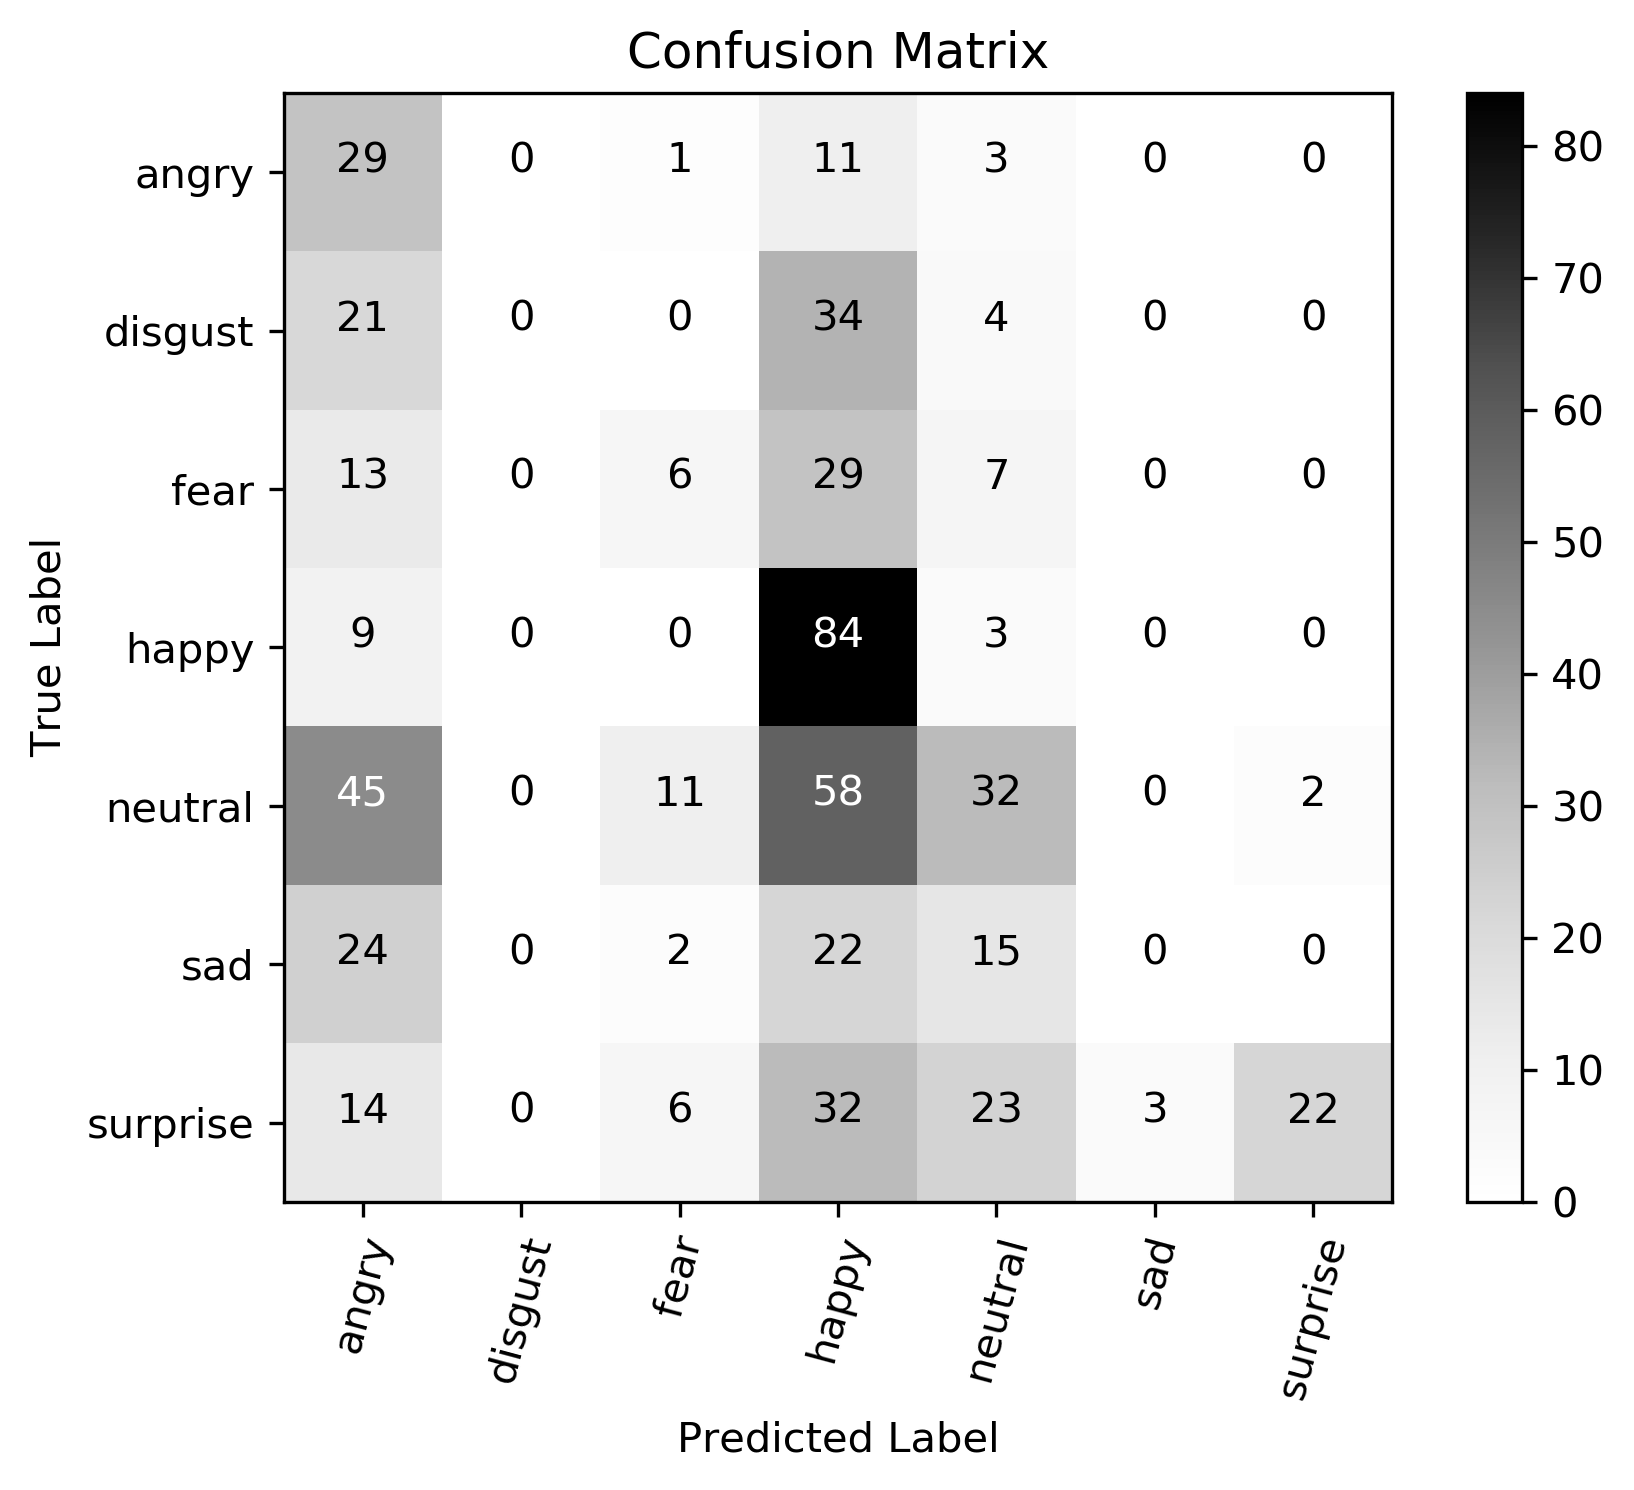 Confusion Matrix
angry 29 0 1 11 3 0 0
disgust 21 0 0 34 4 0 0
fear 13 0 6 29 7 0 0
happy 9 0 0 84 3 0 0
neutral 45 0 11 58 32 0 2
sad 24 0 2 22 15 0 0
surprise 14 0 6 32 23 3 22
angry disgust fear happy neutral sad surprise
True Label
Predicted Label
80
70
60
50
40
30
20
10
0